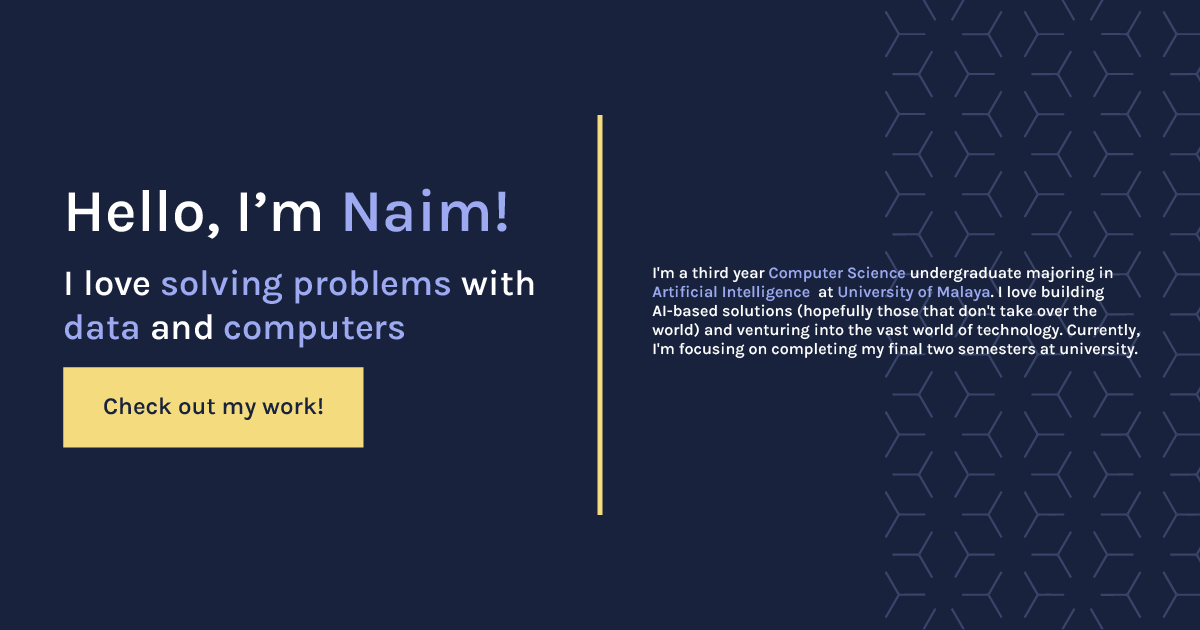 Hello, I’m Naim!
I love solving problems with
data and computers
Check out my work!
I'm a third year Computer Science undergraduate majoring in
Artificial Intelligence  at University of Malaya. I love building
AI-based solutions (hopefully those that don't take over the
world) and venturing into the vast world of technology. Currently,
I'm focusing on completing my final two semesters at university.